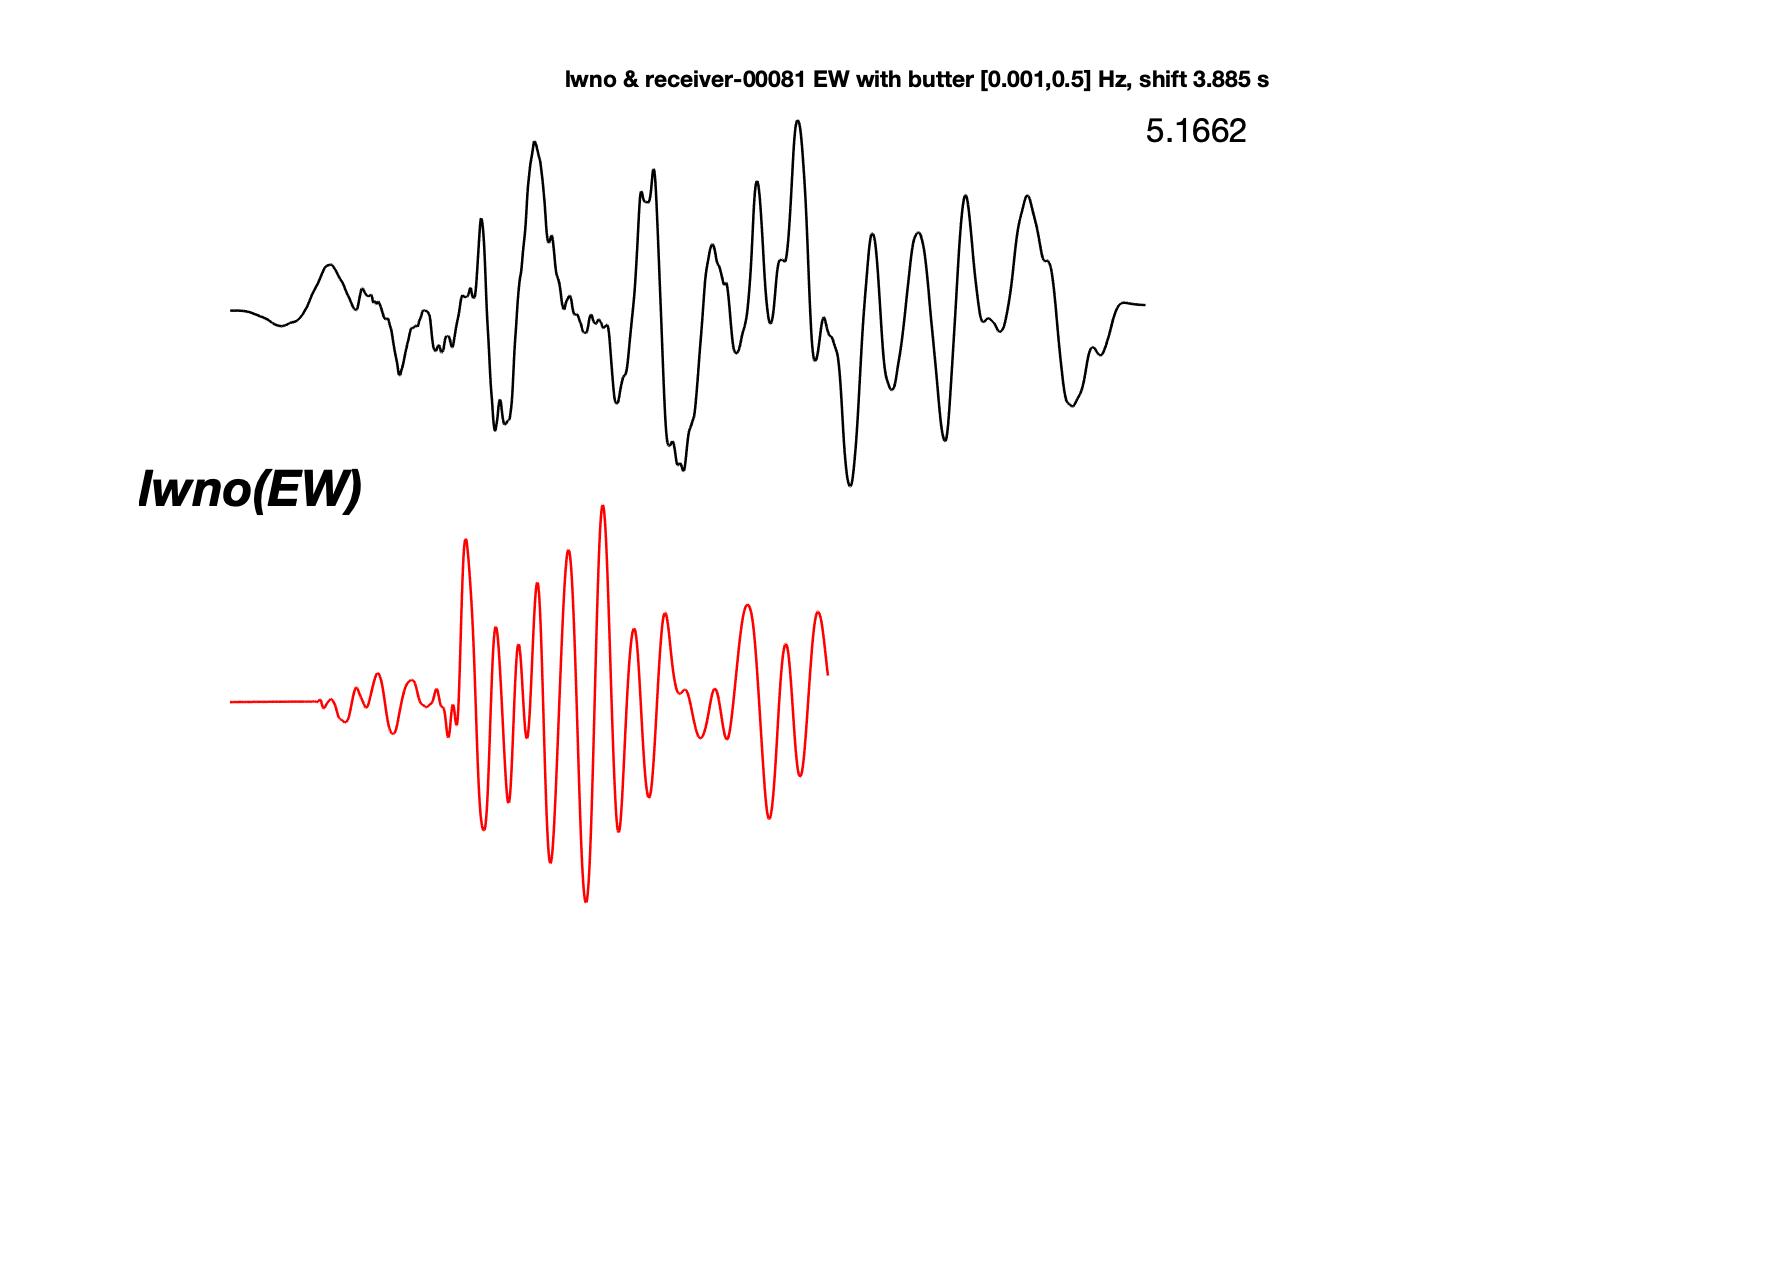 lwno & receiver-00081 EW with butter [0.001,0.5] Hz, shift 3.885 s
5.1662
lwno(EW)